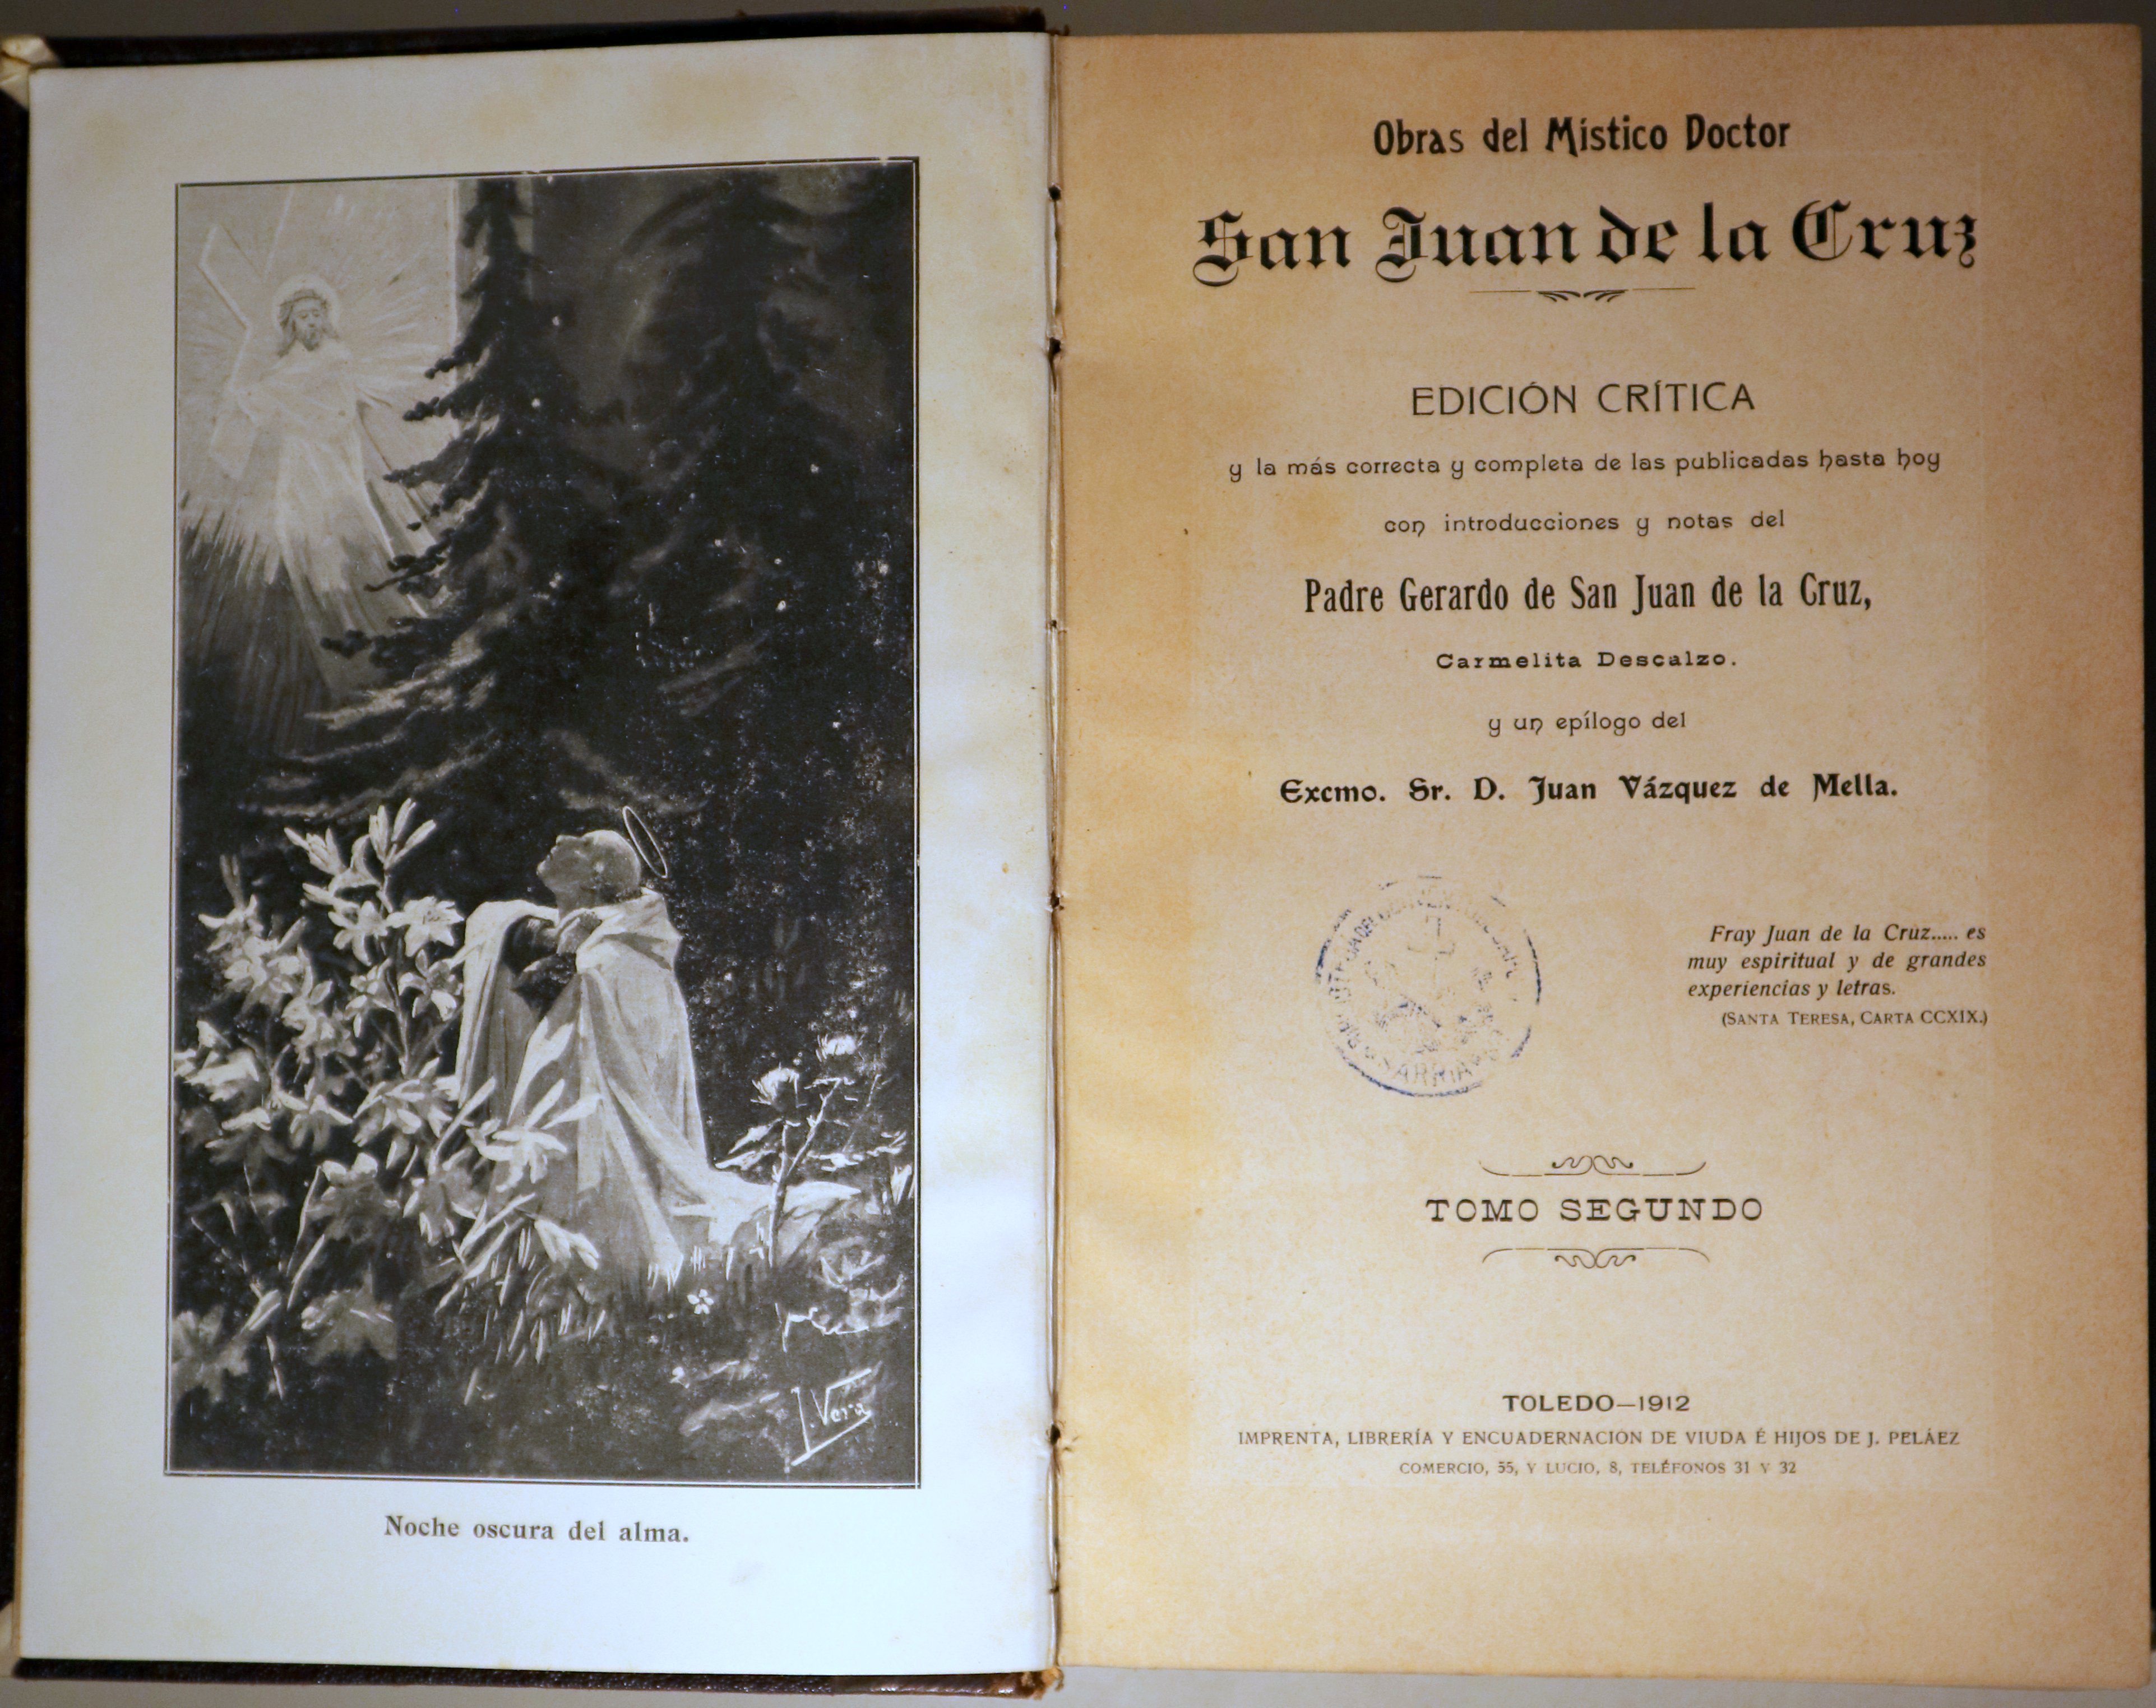 J. Vera
Noche oscura del alma.
Obras del Místico Doctor
San Juan de la Cruz
EDICIÓN CRÍTICA
y la más correcta y completa de las publicadas hasta hoy
con introducciones y notas del
Padre Gerardo de San Juan de la Cruz,
Carmelita Descalzo.
y un epílogo del
Excmo. Sr. D. Juan Vázquez de Mella.
Fray Juan de la Cruz..... es
muy espiritual y de grandes
experiencias y letras.
(SANTA TERESA, CARTA CCXIX.)
TOMO SEGUNDO
TOLEDO—1912
IMPRENTA, LIBRERÍA Y ENCUADERNACIÓN DE VIUDA É HIJOS DE J. PELÁEZ
COMERCIO, 55, Y LUCIO, 8, TELÉFONOS 31 Y 32